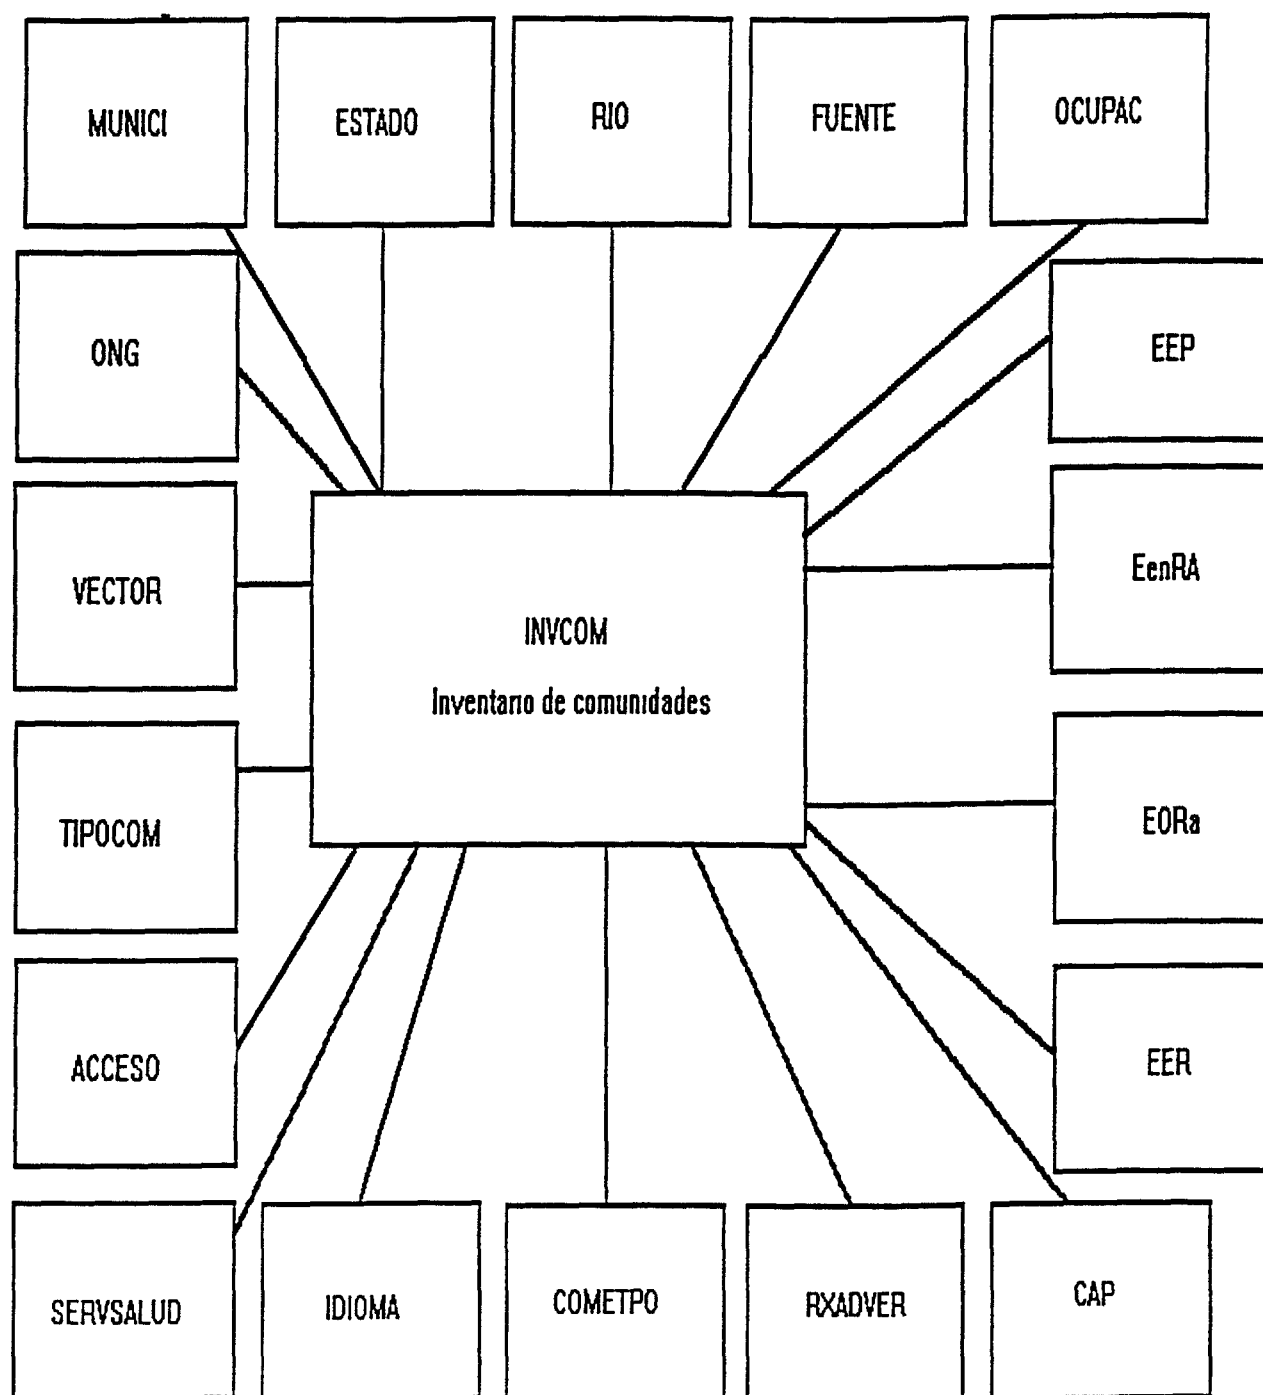 MUNICI
ESTADO
RIO
FUENTE
OCUPAC
ONG
EEP
VECTOR
EenRA
INVCOM
Inventario de comunidades
TIPOCOM
EORa
ACCESO
EER
SERVSALUD
IDIOMA
COMETPO
RXADVER
CAP